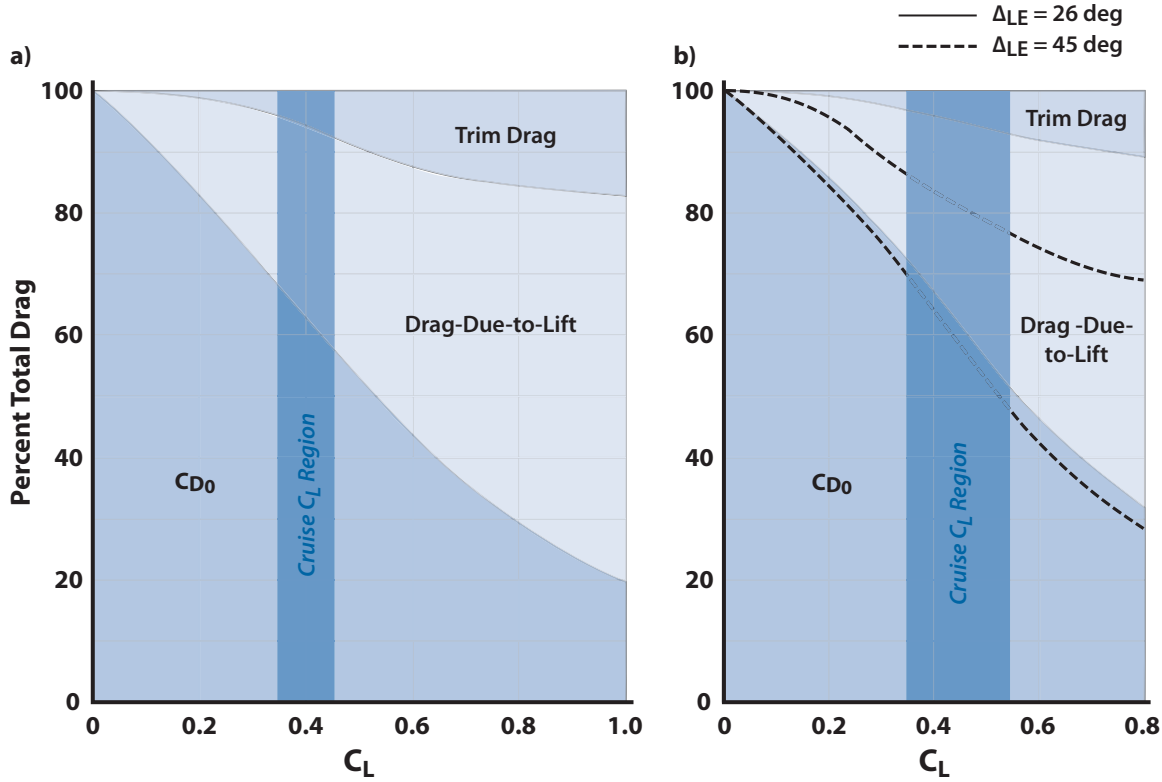 Δ_LE = 26 deg
Δ_LE = 45 deg
a)
100
80
60
40
20
0
Percent Total Drag
Trim Drag
Drag-Due-to-Lift
C_D0
Cruise C_L Region
0 0.2 0.4 0.6 0.8 1.0
C_L
b)
100
80
60
40
20
0
Trim Drag
Drag -Due-
to-Lift
C_D0
Cruise C_L Region
0 0.2 0.4 0.6 0.8
C_L